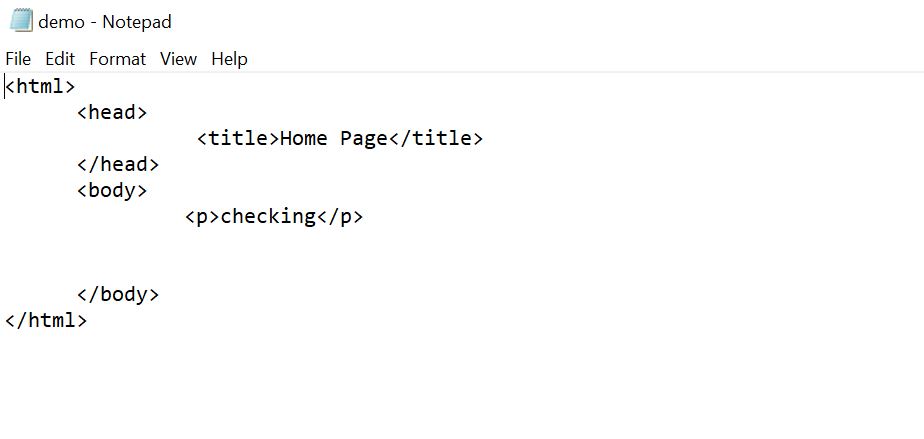 demo - Notepad
File Edit Format View Help
<html>
<head>
<title>Home Page</title>
</head>
<body>
<p>checking</p>
</body>
</html>